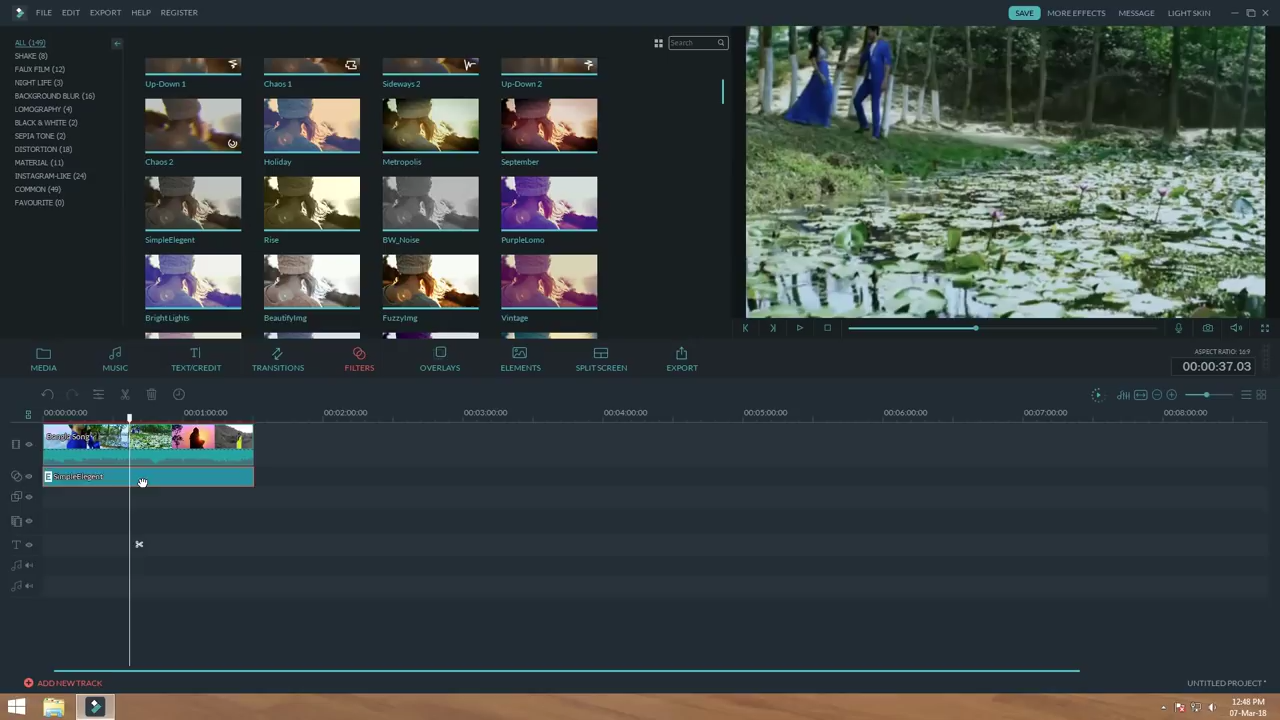 FILE EDIT EXPORT HELP REGISTER
SAVE MORE EFFECTS MESSAGE LIGHT SKIN
ALL (149)
SHAKE (8)
FAUX FILM (12)
NIGHT LIFE (3)
BACKGROUND BLUR (16)
LOMOGRAPHY (4)
BLACK & WHITE (2)
SEPIA TONE (2)
DISTORTION (18)
MATERIAL (11)
INSTAGRAM-LIKE (24)
COMMON (49)
FAVOURITE (0)
Search
Up-Down 1 Chaos 1 Sideways 2 Up-Down 2
Chaos 2 Holiday Metropolis September
SimpleElegent Rise BW_Noise PurpleLomo
Bright Lights BeautifyImg FuzzyImg Vintage
MEDIA MUSIC TEXT/CREDIT TRANSITIONS FILTERS OVERLAYS ELEMENTS SPLIT SCREEN EXPORT
ASPECT RATIO: 16:9
00:00:37.03
00:00:00:00 00:01:00:00 00:02:00:00 00:03:00:00 00:04:00:00 00:05:00:00 00:06:00:00 00:07:00:00 00:08:00:00
SimpleElegent
ADD NEW TRACK
UNTITLED PROJECT *
12:48 PM
07-Mar-18